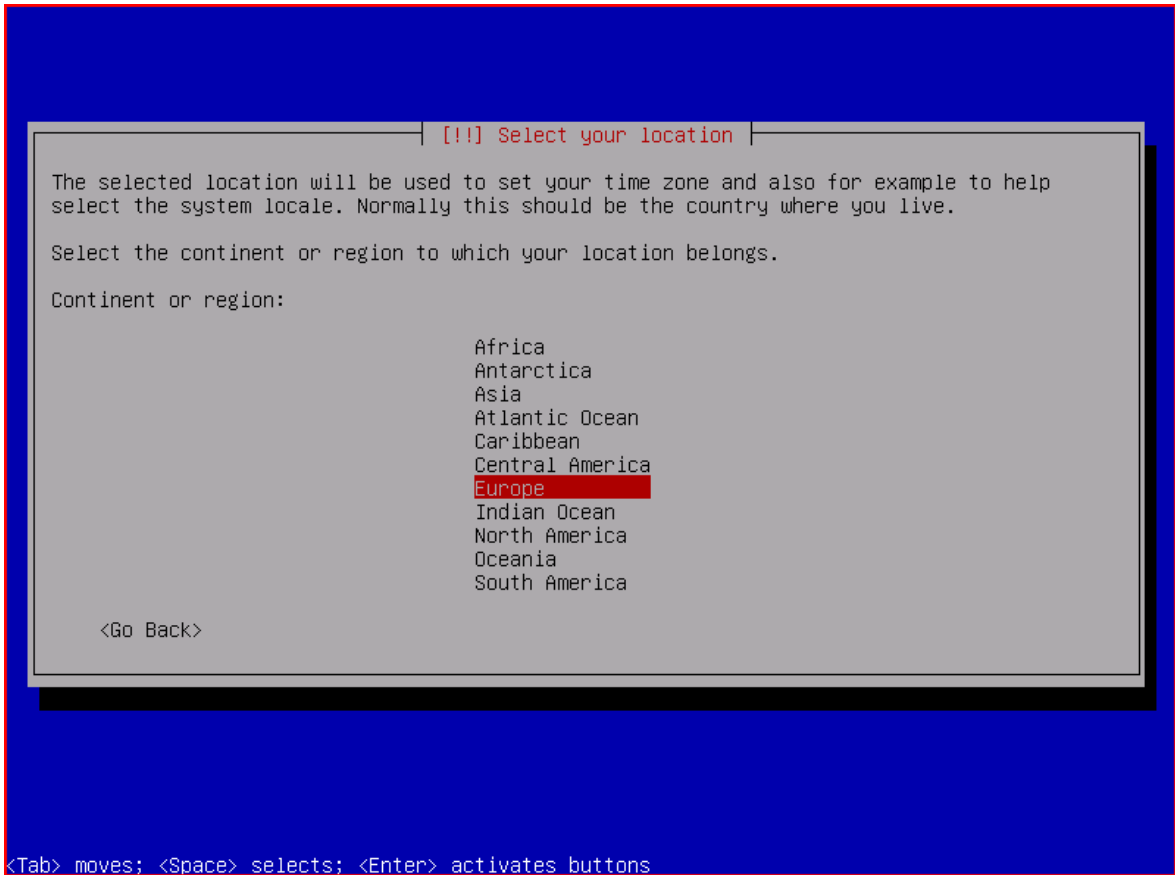 [!!] Select your location
The selected location will be used to set your time zone and also for example to help
select the system locale. Normally this should be the country where you live.
Select the continent or region to which your location belongs.
Continent or region:
Africa
Antarctica
Asia
Atlantic Ocean
Caribbean
Central America
Europe
Indian Ocean
North America
Oceania
South America
<Go Back>
<Tab> moves; <Space> selects; <Enter> activates buttons